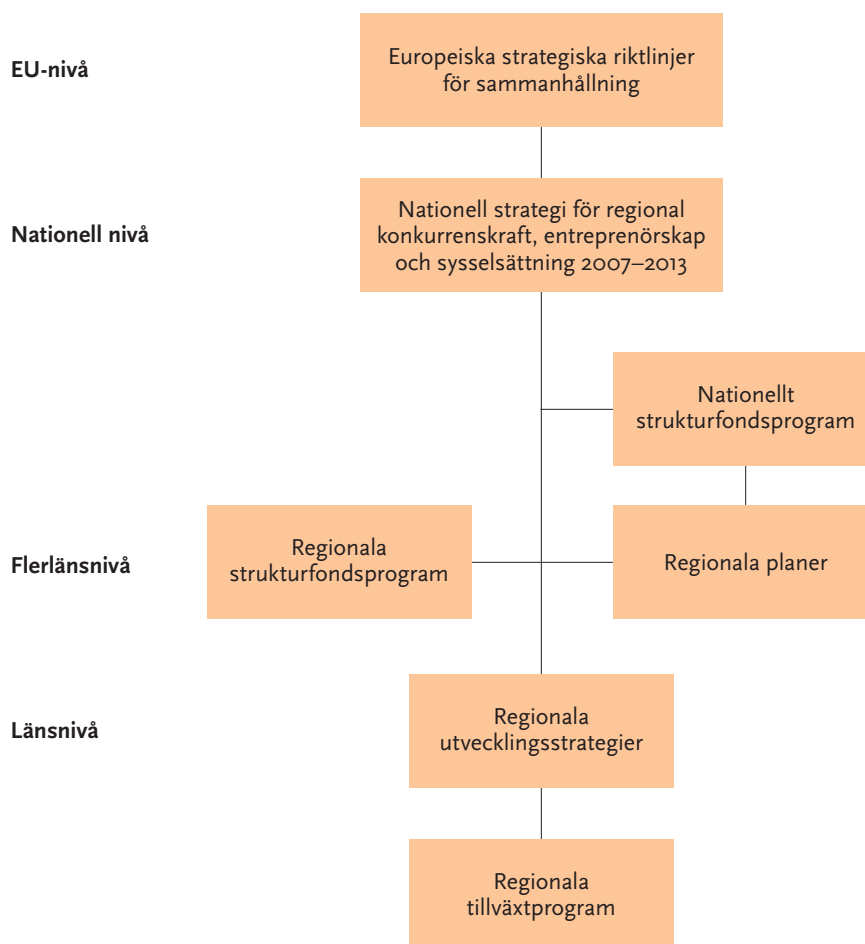 EU-nivå
Europeiska strategiska riktlinjer
för sammanhållning
Nationell nivå
Nationell strategi för regional
konkurrenskraft, entreprenörskap
och sysselsättning 2007–2013
Nationellt
strukturfondsprogram
Flerlänsnivå
Regionala
strukturfondsprogram
Regionala planer
Länsnivå
Regionala
utvecklingsstrategier
Regionala
tillväxtprogram